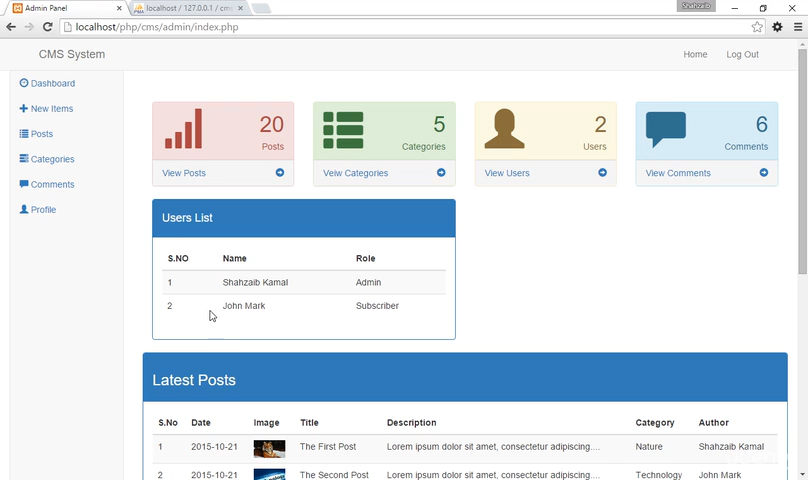 Admin Panel
localhost / 127.0.0.1 / cms
Shahzaib
localhost/php/cms/admin/index.php
CMS System
Home
Log Out
Dashboard
New Items
Posts
Categories
Comments
Profile
20
Posts
View Posts
5
Categories
Veiw Categories
2
Users
View Users
6
Comments
View Comments
Users List
S.NO Name Role
1 Shahzaib Kamal Admin
2 John Mark Subscriber
Latest Posts
S.No Date Image Title Description Category Author
1 2015-10-21 The First Post Lorem ipsum dolor sit amet, consectetur adipiscing.... Nature Shahzaib Kamal
2 2015-10-21 The Second Post Lorem ipsum dolor sit amet, consectetur adipiscing.... Technology John Mark